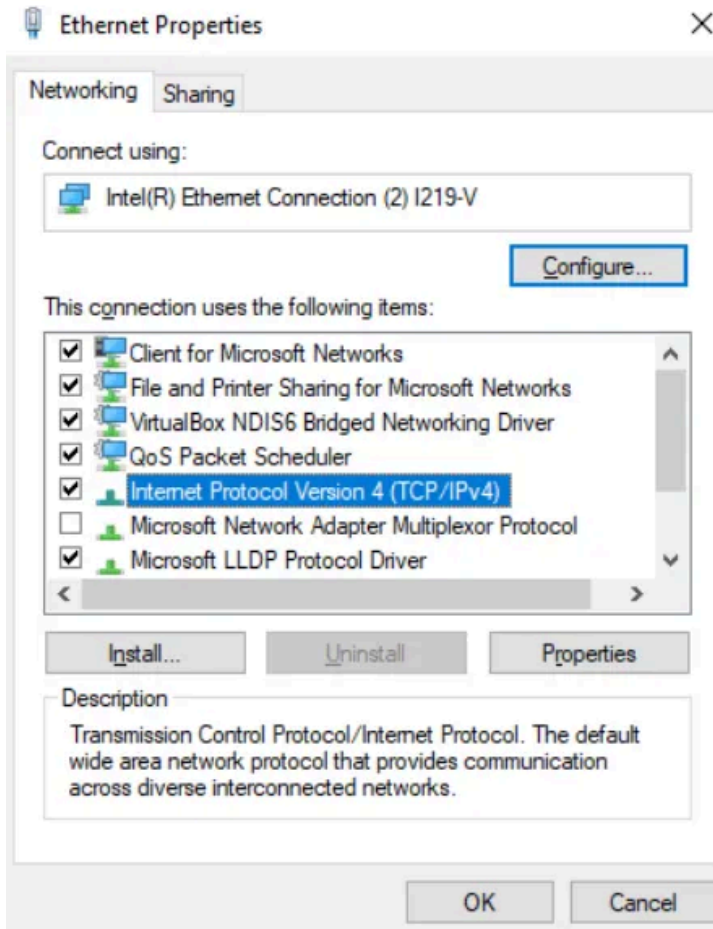 Ethernet Properties
Networking
Sharing
Connect using:
Intel(R) Ethernet Connection (2) I219-V
Configure...
This connection uses the following items:
Client for Microsoft Networks
File and Printer Sharing for Microsoft Networks
VirtualBox NDIS6 Bridged Networking Driver
QoS Packet Scheduler
Internet Protocol Version 4 (TCP/IPv4)
Microsoft Network Adapter Multiplexor Protocol
Microsoft LLDP Protocol Driver
Install...
Uninstall
Properties
Description
Transmission Control Protocol/Internet Protocol. The default
wide area network protocol that provides communication
across diverse interconnected networks.
OK
Cancel